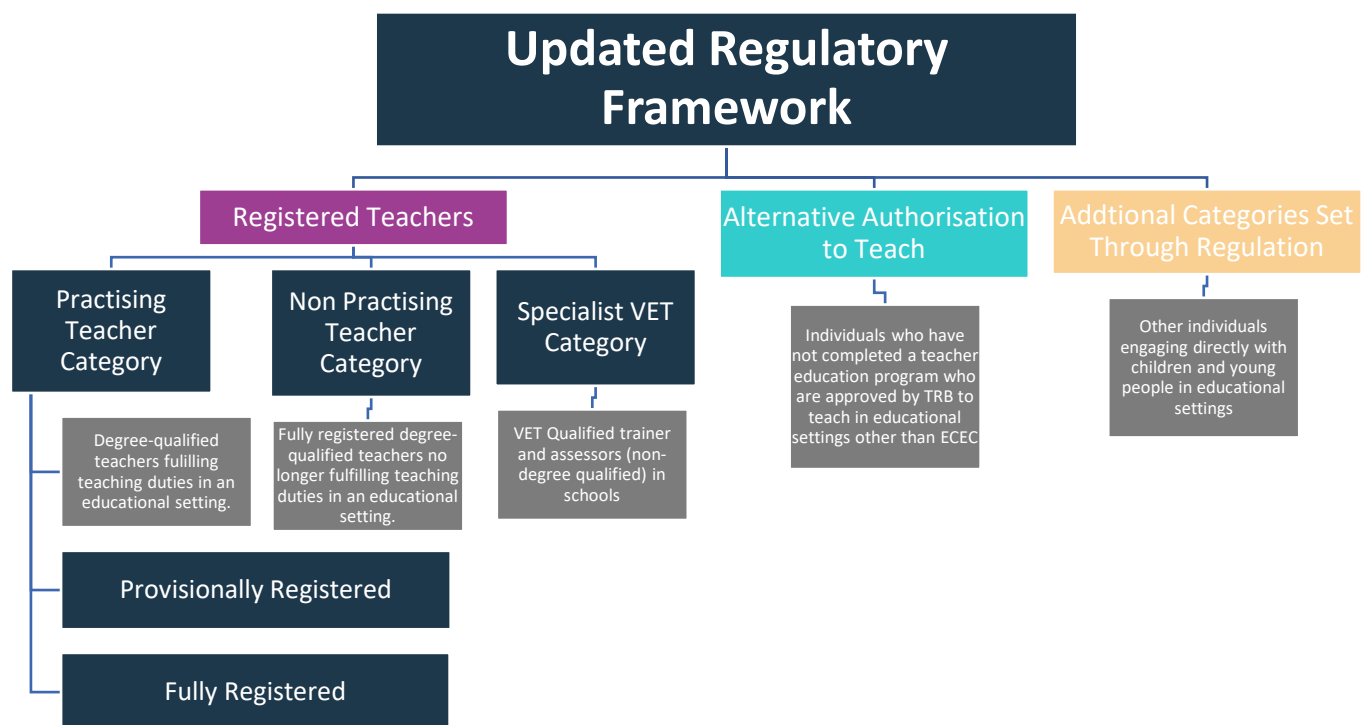 Updated Regulatory
Framework
Registered Teachers
Alternative Authorisation
to Teach
Addtional Categories Set
Through Regulation
Practising
Teacher
Category
Non Practising
Teacher
Category
Specialist VET
Category
Individuals who have
not completed a teacher
education program who
are approved by TRB to
teach in educational
settings other than ECEC
Other individuals
engaging directly with
children and young
people in educational
settings
Degree-qualified
teachers fulilling
teaching duties in an
educational setting.
Fully registered degree-
qualified teachers no
longer fulfilling teaching
duties in an educational
setting.
VET Qualified trainer
and assessors (non-
degree qualified) in
schools
Provisionally Registered
Fully Registered